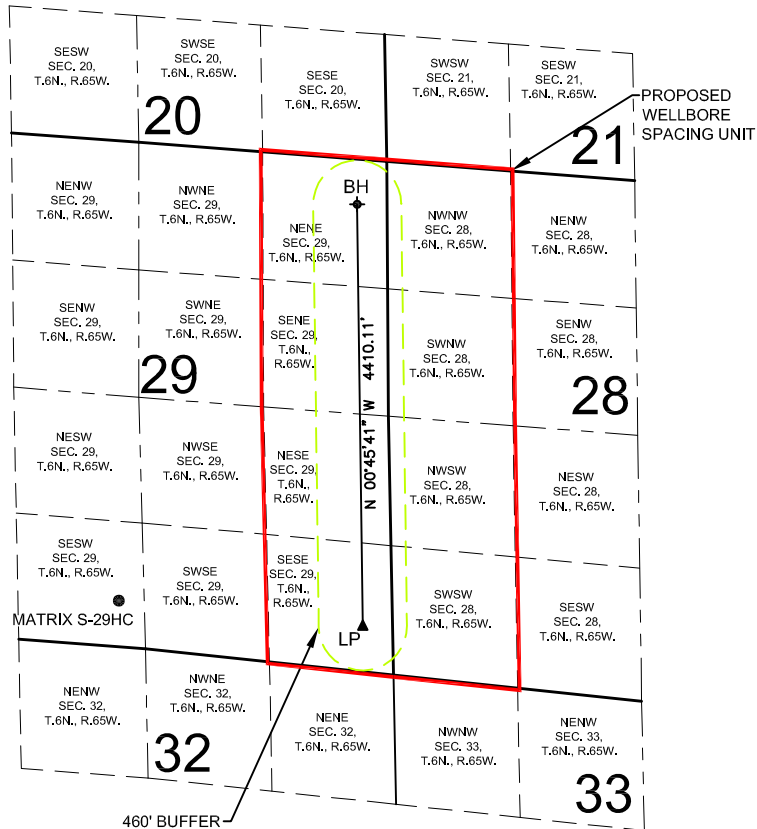 SESW
SEC. 20,
T.6N., R.65W.
SWSE
SEC. 20,
T.6N., R.65W.
SESE
SEC. 20,
T.6N., R.65W.
SWSW
SEC. 21,
T.6N., R.65W.
SESW
SEC. 21,
T.6N., R.65W.
PROPOSED
WELLBORE
SPACING UNIT
20
21
NENW
SEC. 29,
T.6N., R.65W.
NWNE
SEC. 29,
T.6N., R.65W.
BH
NENE
SEC. 29,
T.6N., R.65W.
NWNW
SEC. 28,
T.6N., R.65W.
NENW
SEC. 28,
T.6N., R.65W.
SENW
SEC. 29,
T.6N., R.65W.
SWNE
SEC. 29,
T.6N., R.65W.
SENE
SEC. 29,
T.6N.,
R.65W.
N 00°45'41" W 4410.11'
SWNW
SEC. 28,
T.6N., R.65W.
SENW
SEC. 28,
T.6N., R.65W.
29
28
NESW
SEC. 29,
T.6N., R.65W.
NWSE
SEC. 29,
T.6N., R.65W.
NESE
SEC. 29,
T.6N.,
R.65W.
NWSW
SEC. 28,
T.6N., R.65W.
NESW
SEC. 28,
T.6N., R.65W.
SESW
SEC. 29,
T.6N., R.65W.
SWSE
SEC. 29,
T.6N., R.65W.
SESE
SEC. 29,
T.6N.,
R.65W.
SWSW
SEC. 28,
T.6N., R.65W.
SESW
SEC. 28,
T.6N., R.65W.
MATRIX S-29HC
LP
NENW
SEC. 32,
T.6N., R.65W.
NWNE
SEC. 32,
T.6N., R.65W.
NENE
SEC. 32,
T.6N., R.65W.
NWNW
SEC. 33,
T.6N., R.65W.
NENW
SEC. 33,
T.6N., R.65W.
32
33
460' BUFFER